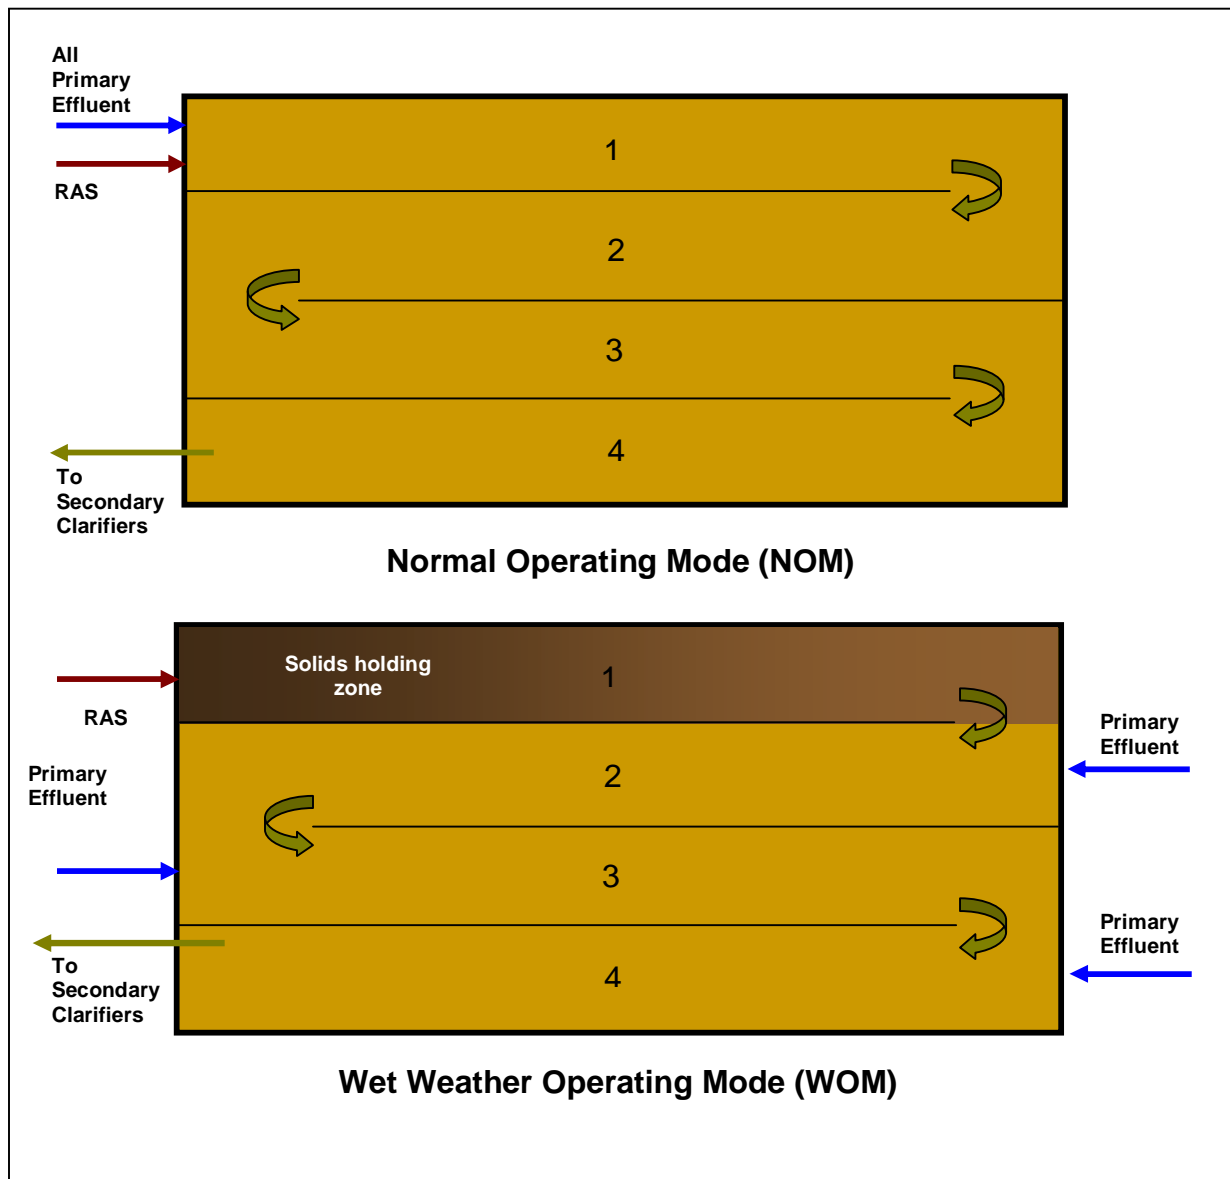 All
Primary
Effluent
RAS
1
2
3
4
To
Secondary
Clarifiers
Normal Operating Mode (NOM)
Solids holding
zone
1
RAS
Primary
Effluent
Primary
Effluent
2
3
Primary
Effluent
To
Secondary
Clarifiers
4
Wet Weather Operating Mode (WOM)